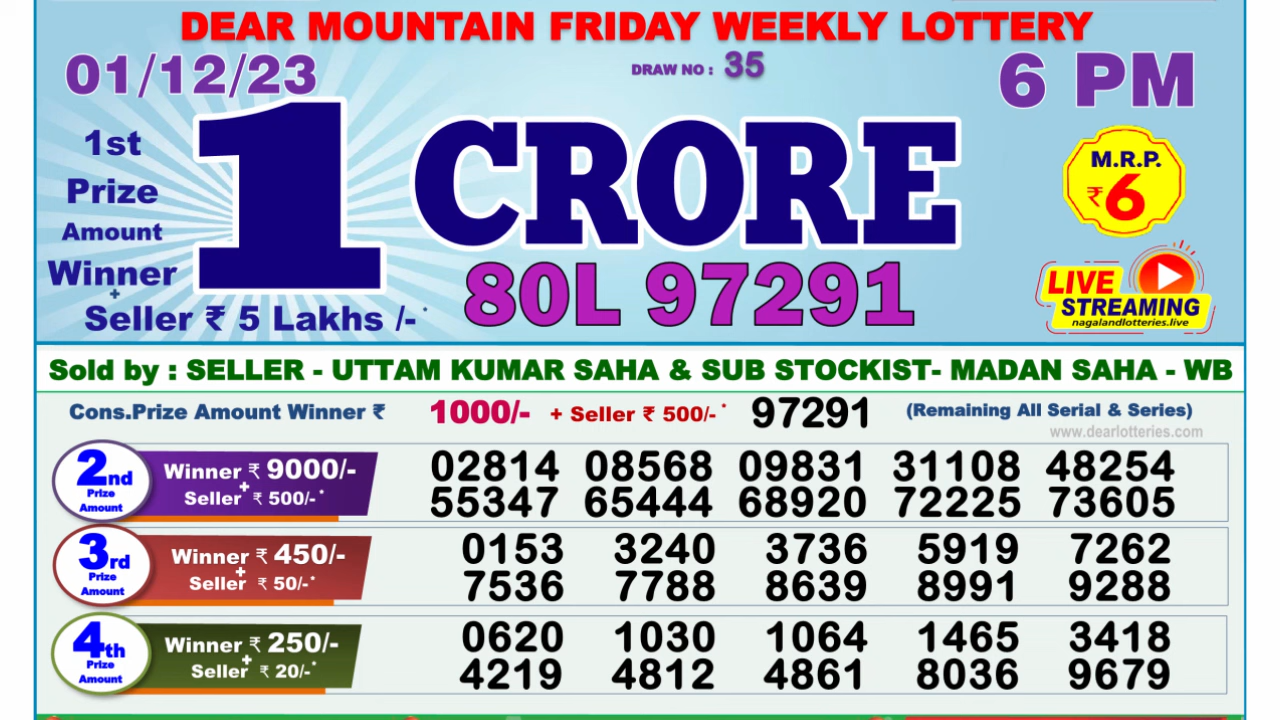 DEAR MOUNTAIN FRIDAY WEEKLY LOTTERY
01/12/23
DRAW NO : 35
6 PM
1st
Prize
Amount
Winner
+
Seller ₹ 5 Lakhs /- *
1 CRORE
80L 97291
M.R.P.
₹6
LIVE
STREAMING
nagalandlotteries.live
Sold by : SELLER - UTTAM KUMAR SAHA & SUB STOCKIST- MADAN SAHA - WB
Cons.Prize Amount Winner ₹ 1000/- + Seller ₹ 500/- * 97291 (Remaining All Serial & Series)
www.dearlotteries.com
2nd
Prize
Amount
Winner ₹ 9000/-
+
Seller ₹ 500/- *
02814 08568 09831 31108 48254
55347 65444 68920 72225 73605
3rd
Prize
Amount
Winner ₹ 450/-
+
Seller ₹ 50/- *
0153 3240 3736 5919 7262
7536 7788 8639 8991 9288
4th
Prize
Amount
Winner ₹ 250/-
+
Seller ₹ 20/- *
0620 1030 1064 1465 3418
4219 4812 4861 8036 9679